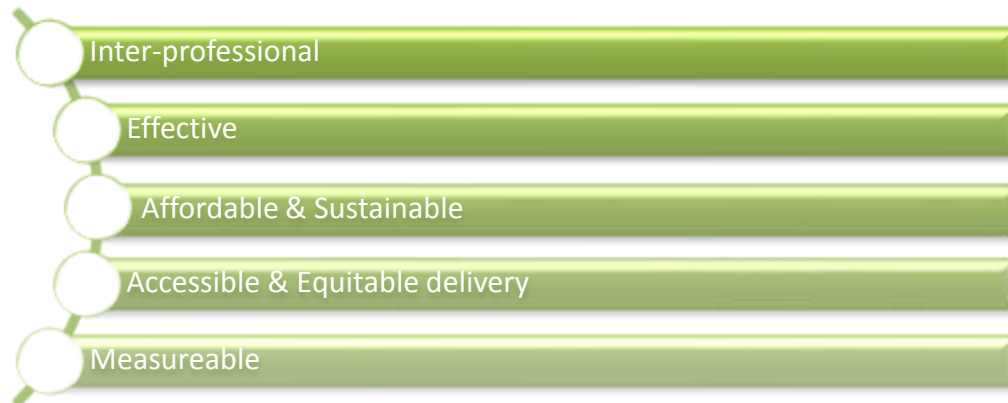 Inter-professional
Effective
Affordable & Sustainable
Accessible & Equitable delivery
Measureable